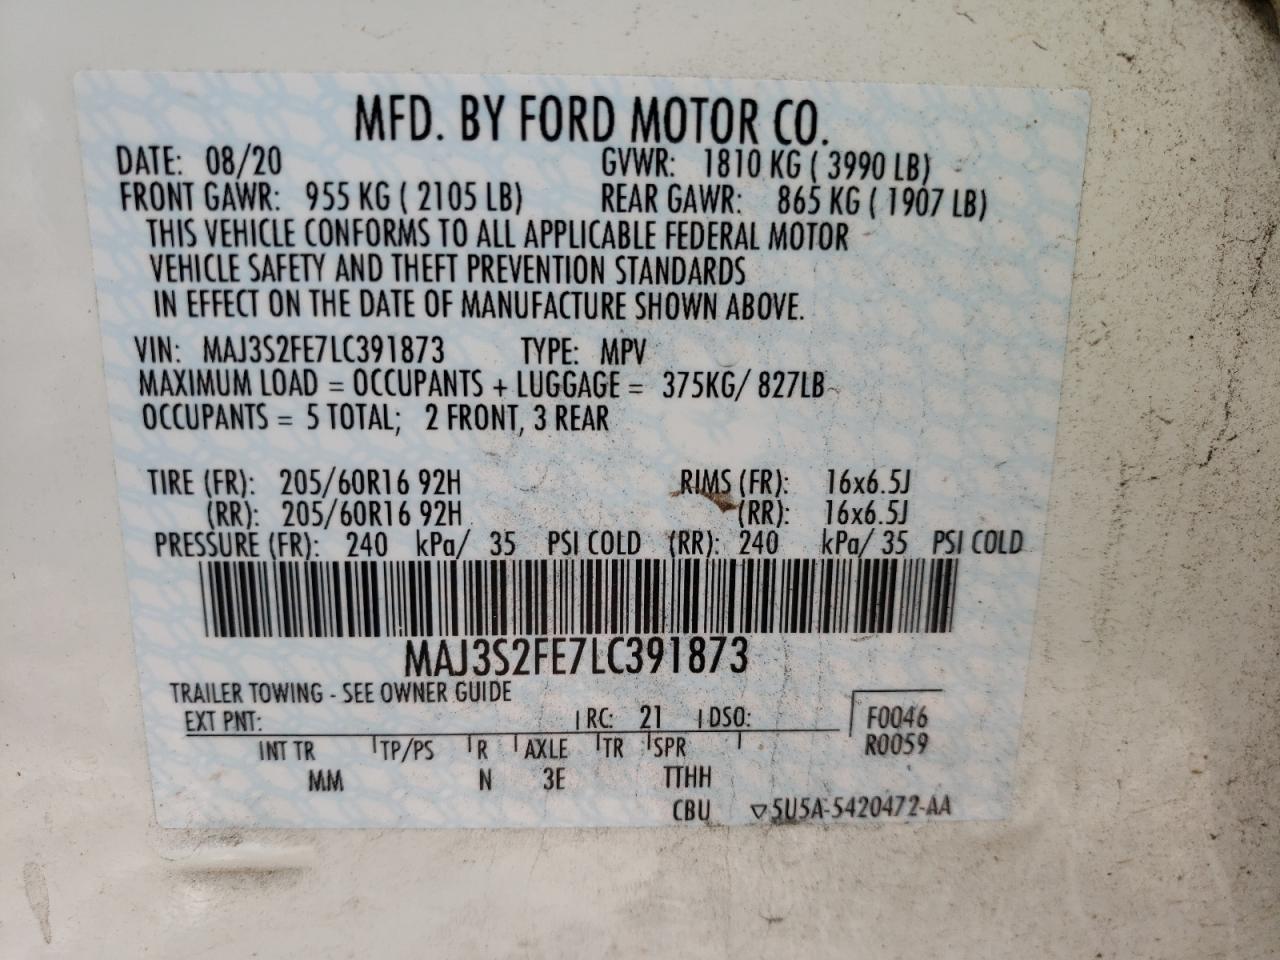 MFD. BY FORD MOTOR CO.
DATE: 08/20 GVWR: 1810 KG ( 3990 LB)
FRONT GAWR: 955 KG ( 2105 LB) REAR GAWR: 865 KG ( 1907 LB)
THIS VEHICLE CONFORMS TO ALL APPLICABLE FEDERAL MOTOR
VEHICLE SAFETY AND THEFT PREVENTION STANDARDS
IN EFFECT ON THE DATE OF MANUFACTURE SHOWN ABOVE.
VIN: MAJ3S2FE7LC391873 TYPE: MPV
MAXIMUM LOAD = OCCUPANTS + LUGGAGE = 375KG/ 827LB
OCCUPANTS = 5 TOTAL; 2 FRONT, 3 REAR
TIRE (FR): 205/60R16 92H RIMS (FR): 16x6.5J
(RR): 205/60R16 92H (RR): 16x6.5J
PRESSURE (FR): 240 kPa/ 35 PSI COLD (RR): 240 kPa/ 35 PSI COLD
MAJ3S2FE7LC391873
TRAILER TOWING - SEE OWNER GUIDE
EXT PNT: RC: 21 DSO: F0046
R0059
INT TR TP/PS R AXLE TR SPR
MM N 3E TTHH
CBU ▽5U5A-5420472-AA